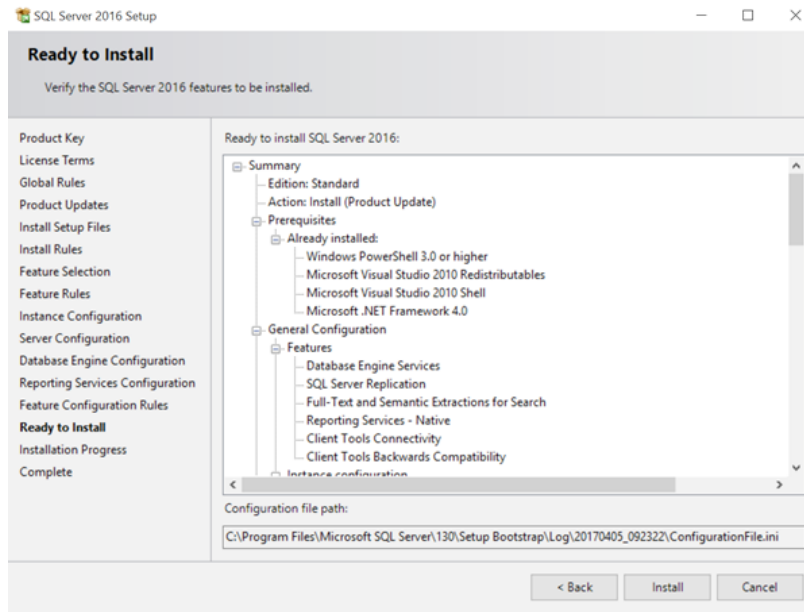 SQL Server 2016 Setup
Ready to Install
Verify the SQL Server 2016 features to be installed.
Product Key
License Terms
Global Rules
Product Updates
Install Setup Files
Install Rules
Feature Selection
Feature Rules
Instance Configuration
Server Configuration
Database Engine Configuration
Reporting Services Configuration
Feature Configuration Rules
Ready to Install
Installation Progress
Complete
Ready to install SQL Server 2016:
Summary
Edition: Standard
Action: Install (Product Update)
Prerequisites
Already installed:
Windows PowerShell 3.0 or higher
Microsoft Visual Studio 2010 Redistributables
Microsoft Visual Studio 2010 Shell
Microsoft .NET Framework 4.0
General Configuration
Features
Database Engine Services
SQL Server Replication
Full-Text and Semantic Extractions for Search
Reporting Services - Native
Client Tools Connectivity
Client Tools Backwards Compatibility
Instance configuration
Configuration file path:
C:\Program Files\Microsoft SQL Server\130\Setup Bootstrap\Log\20170405_092322\ConfigurationFile.ini
< Back
Install
Cancel